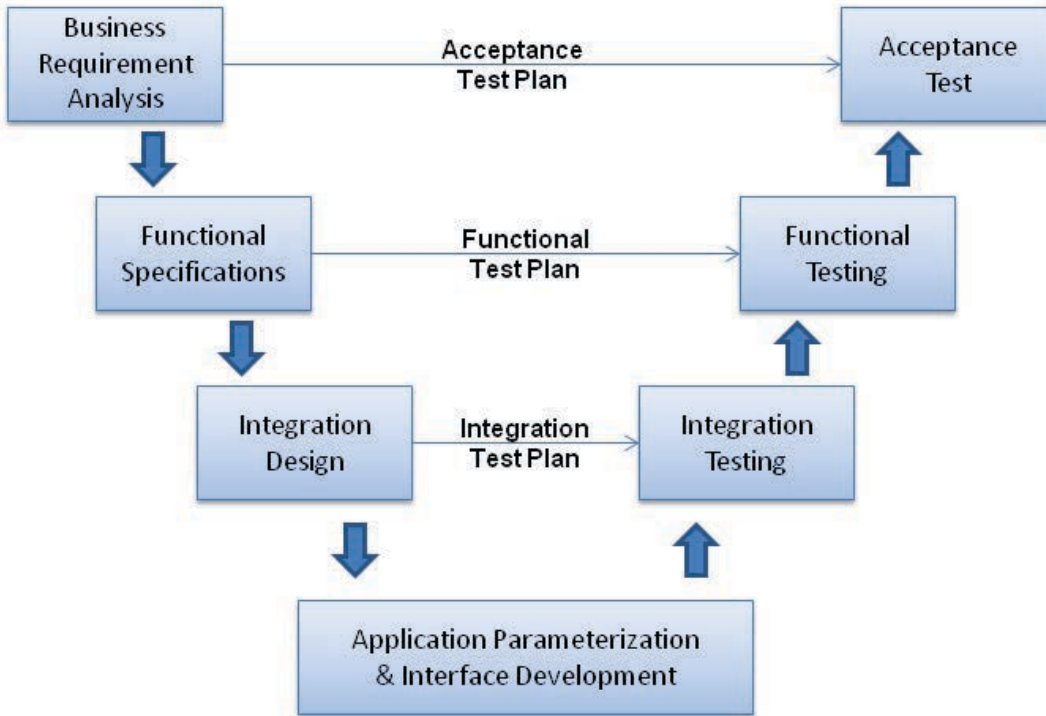 Business
Requirement
Analysis
Acceptance
Test Plan
Acceptance
Test
Functional
Specifications
Functional
Test Plan
Functional
Testing
Integration
Design
Integration
Test Plan
Integration
Testing
Application Parameterization
& Interface Development